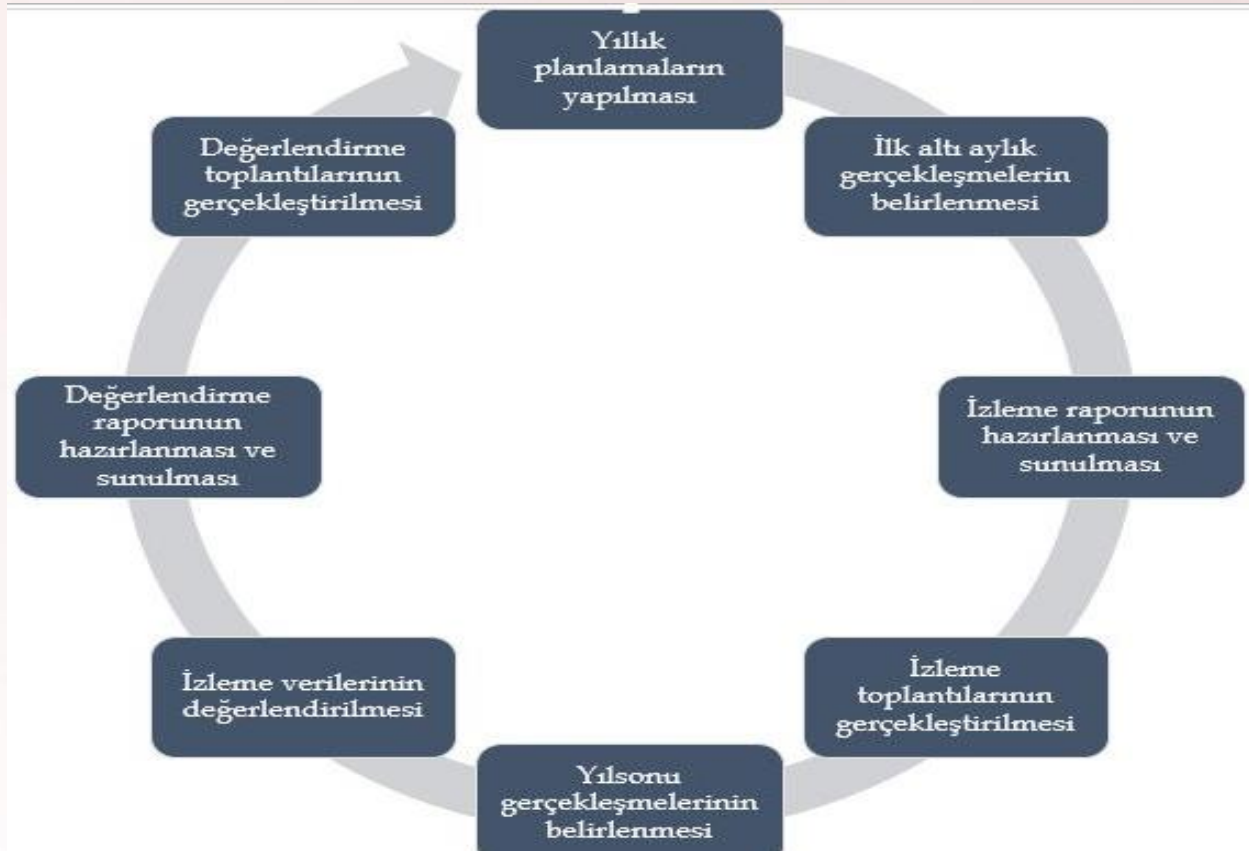 Yıllık
planlamaların
yapılması
İlk altı aylık
gerçekleşmelerin
belirlenmesi
İzleme raporunun
hazırlanması ve
sunulması
İzleme
toplantılarının
gerçekleştirilmesi
Yılsonu
gerçekleşmelerinin
belirlenmesi
İzleme verilerinin
değerlendirilmesi
Değerlendirme
raporunun
hazırlanması ve
sunulması
Değerlendirme
toplantılarının
gerçekleştirilmesi